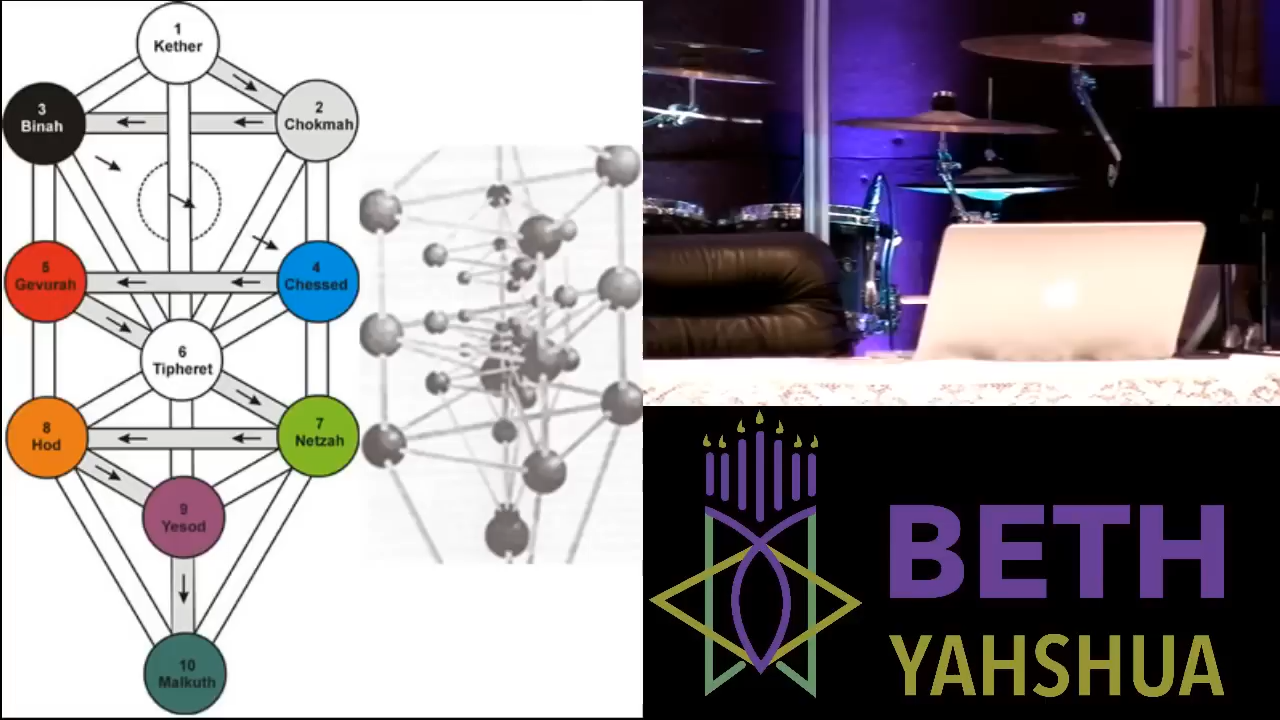 1
Kether
3
Binah
2
Chokmah
5
Gevurah
4
Chessed
6
Tipheret
8
Hod
7
Netzah
9
Yesod
10
Malkuth
BETH
YAHSHUA